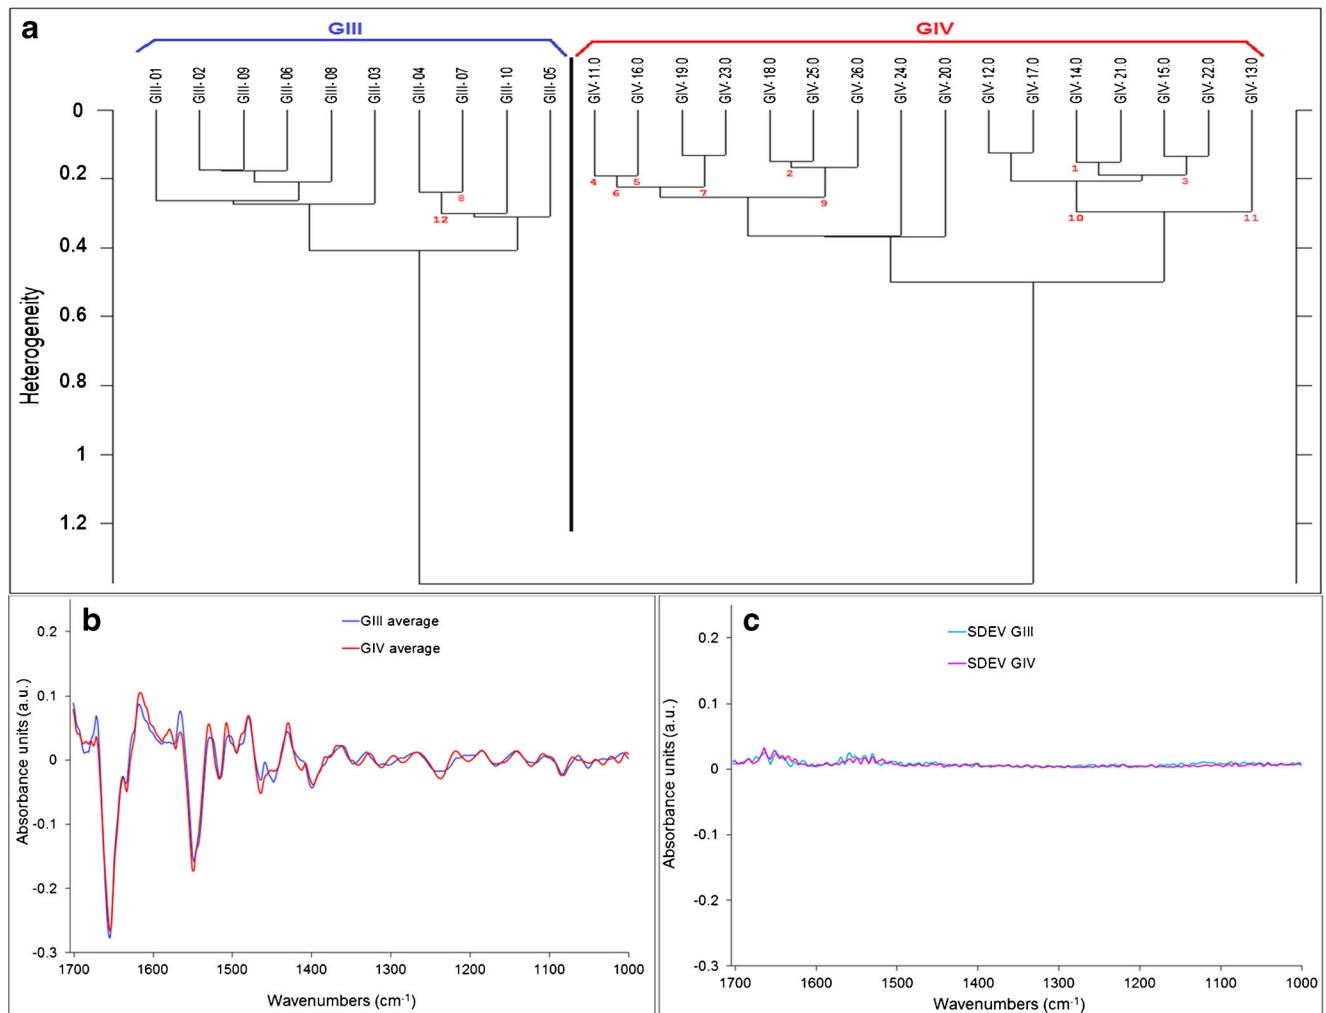 a
GIII
GIV
GIII- 01
GIII- 02
GIII- 09
GIII- 06
GIII- 08
GIII- 03
GIII- 04
GIII- 07
GIII- 10
GIII- 05
GIV- 11.0
GIV- 16.0
GIV- 19.0
GIV- 23.0
GIV- 18.0
GIV- 25.0
GIV- 26.0
GIV- 24.0
GIV- 20.0
GIV- 12.0
GIV- 17.0
GIV- 14.0
GIV- 21.0
GIV- 15.0
GIV- 22.0
GIV- 13.0
Heterogeneity
0
0.2
0.4
0.6
0.8
1
1.2
8
12
4
5
6
7
2
9
1
3
10
11
b
GIII average
GIV average
Absorbance units (a.u.)
0.2
0.1
0
-0.1
-0.2
-0.3
1700 1600 1500 1400 1300 1200 1100 1000
Wavenumbers (cm-1)
c
SDEV GIII
SDEV GIV
Absorbance units (a.u.)
0.2
0.1
0
-0.1
-0.2
-0.3
1700 1600 1500 1400 1300 1200 1100 1000
Wavenumbers (cm-1)